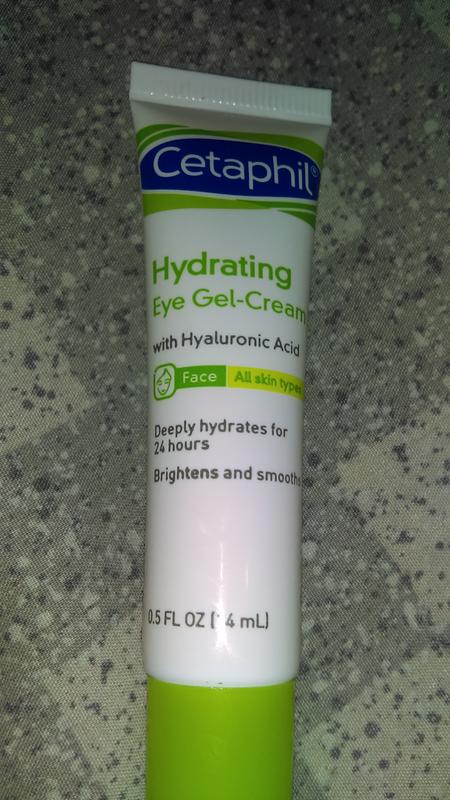 Cetaphil®
Hydrating
Eye Gel-Cream
with Hyaluronic Acid
Face All skin types
Deeply hydrates for
24 hours
Brightens and smooths
0.5 FL OZ (14 mL)